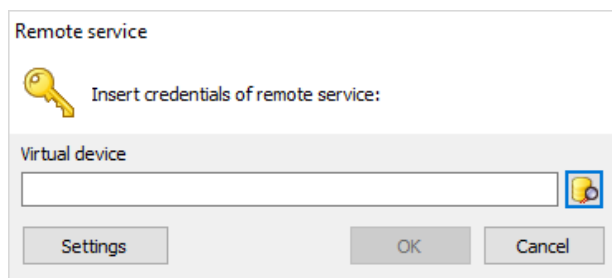 Remote service
Insert credentials of remote service:
Virtual device
Settings
OK
Cancel